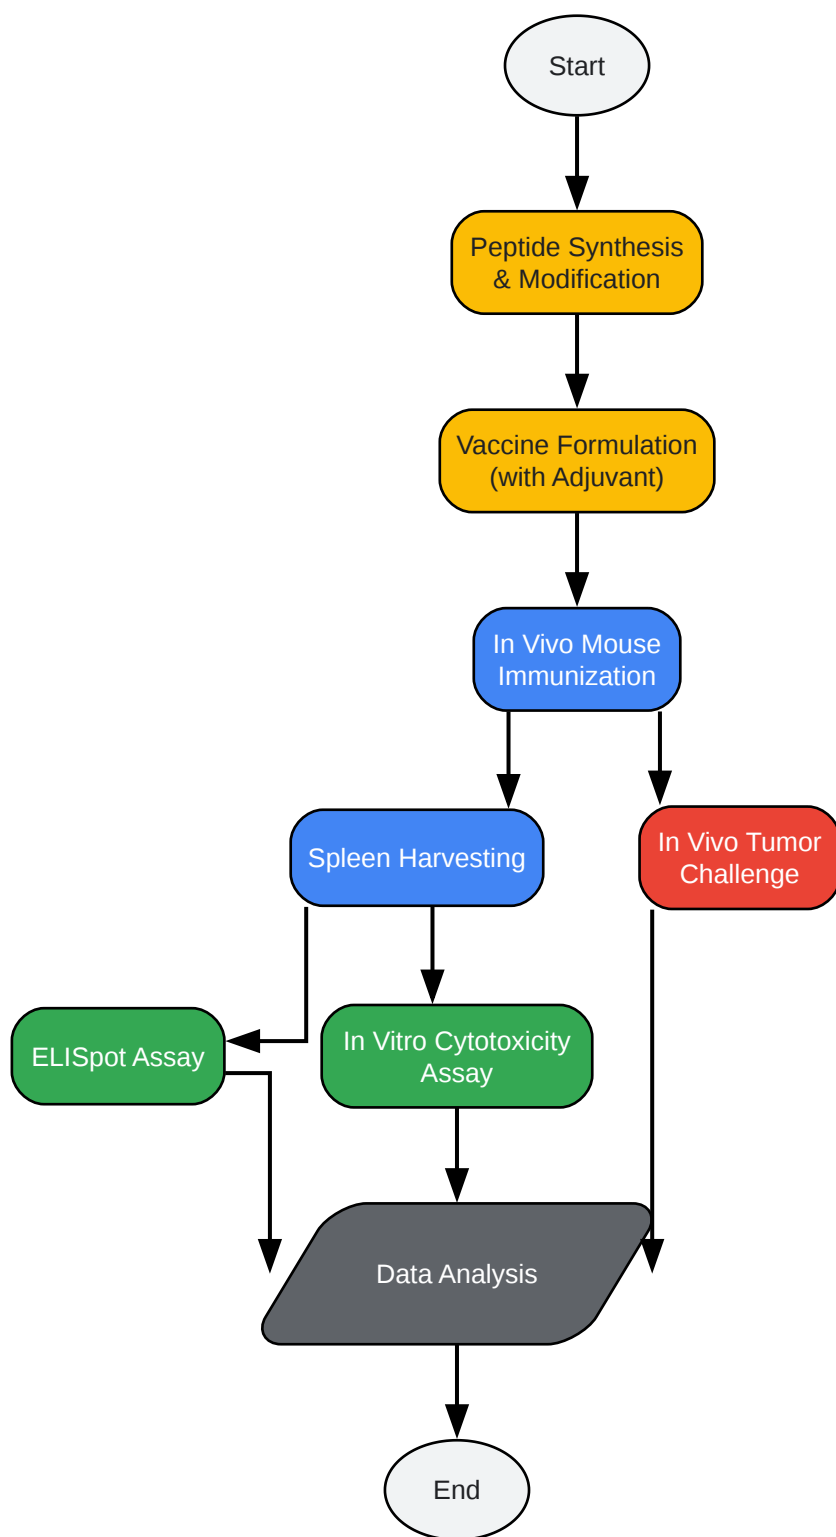 Start
Peptide Synthesis
& Modification
Vaccine Formulation
(with Adjuvant)
In Vivo Mouse
Immunization
Spleen Harvesting
In Vivo Tumor
Challenge
ELISpot Assay
In Vitro Cytotoxicity
Assay
Data Analysis
End